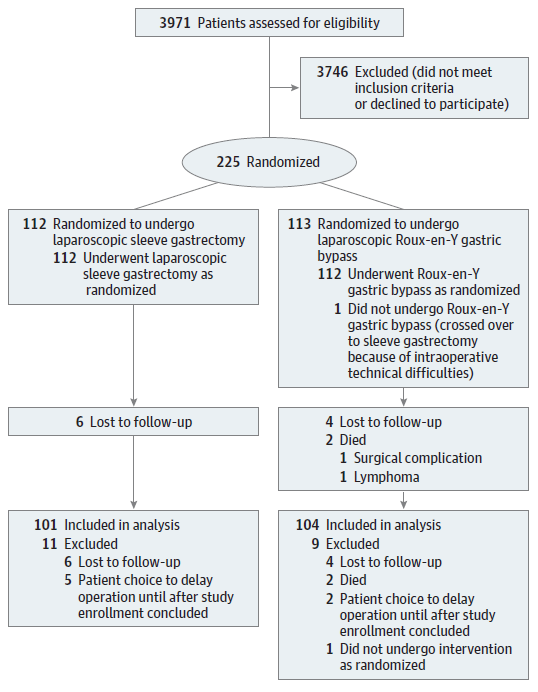 3971 Patients assessed for eligibility
3746 Excluded (did not meet
inclusion criteria
or declined to participate)
225 Randomized
112 Randomized to undergo
laparoscopic sleeve gastrectomy
112 Underwent laparoscopic
sleeve gastrectomy as
randomized
113 Randomized to undergo
laparoscopic Roux-en-Y gastric
bypass
112 Underwent Roux-en-Y
gastric bypass as randomized
1 Did not undergo Roux-en-Y
gastric bypass (crossed over
to sleeve gastrectomy
because of intraoperative
technical difficulties)
6 Lost to follow-up
4 Lost to follow-up
2 Died
1 Surgical complication
1 Lymphoma
101 Included in analysis
11 Excluded
6 Lost to follow-up
5 Patient choice to delay
operation until after study
enrollment concluded
104 Included in analysis
9 Excluded
4 Lost to follow-up
2 Died
2 Patient choice to delay
operation until after study
enrollment concluded
1 Did not undergo intervention
as randomized